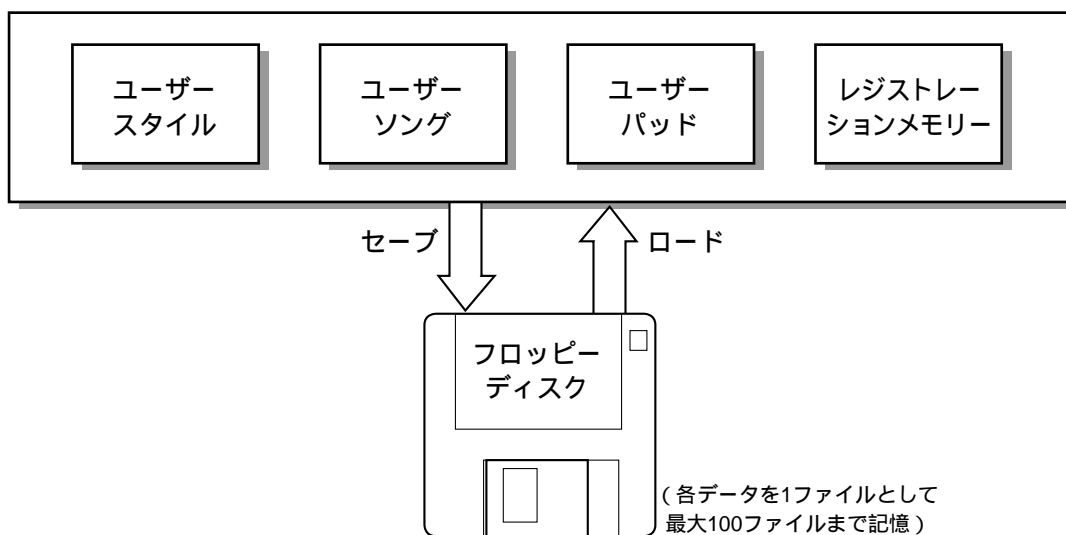 ユーザー
スタイル
ユーザー
ソング
ユーザー
パッド
レジストレー
ションメモリー
セーブ
ロード
フロッピー
ディスク
（各データを1ファイルとして
最大100ファイルまで記憶）